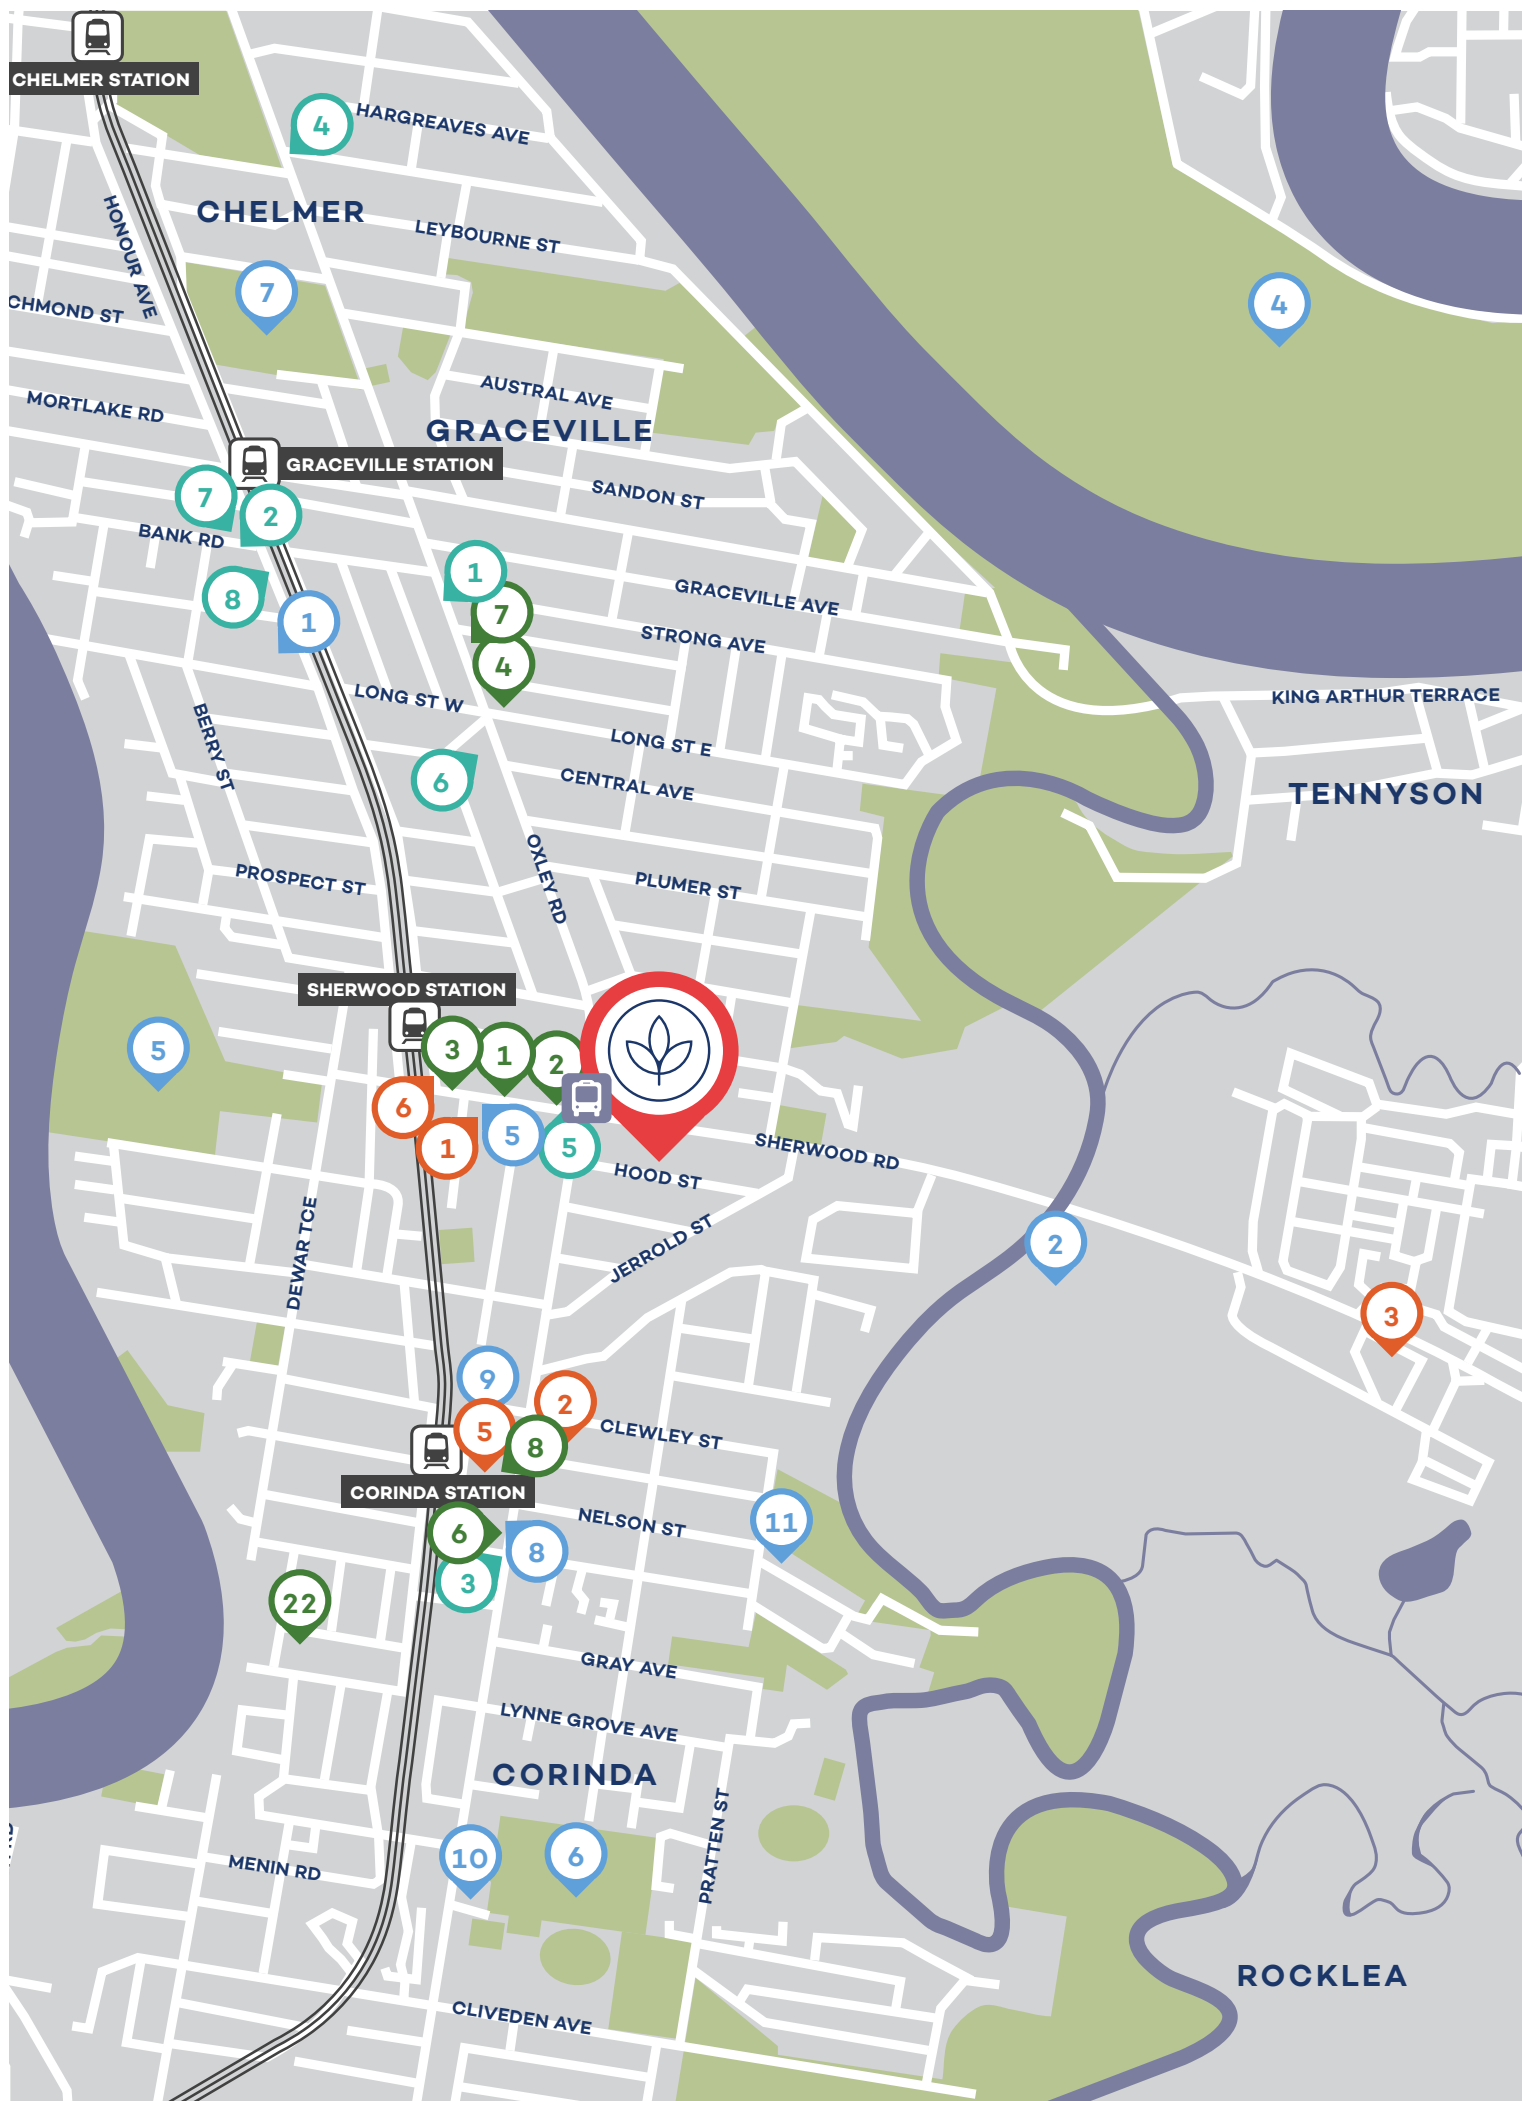 CHELMER STATION
4
HARGREAVES AVE
CHELMER
HONOUR AVE
LEYBOURNE ST
7
4
CHMOND ST
AUSTRAL AVE
MORTLAKE RD
GRACEVILLE
GRACEVILLE STATION
7
2
SANDON ST
BANK RD
1
8
7
GRACEVILLE AVE
1
STRONG AVE
4
LONG ST W
KING ARTHUR TERRACE
BERRY ST
LONG ST E
6
CENTRAL AVE
TENNYSON
PROSPECT ST
OXLEY RD
PLUMER ST
SHERWOOD STATION
5
3
1
2
6
1
5
5
SHERWOOD RD
HOOD ST
DEWAR TCE
JERROLD ST
2
3
9
2
5
8
CLEWLEY ST
CORINDA STATION
6
8
NELSON ST
11
3
22
GRAY AVE
LYNNE GROVE AVE
CORINDA
PRATTEN ST
10
6
MENIN RD
ROCKLEA
CLIVEDEN AVE